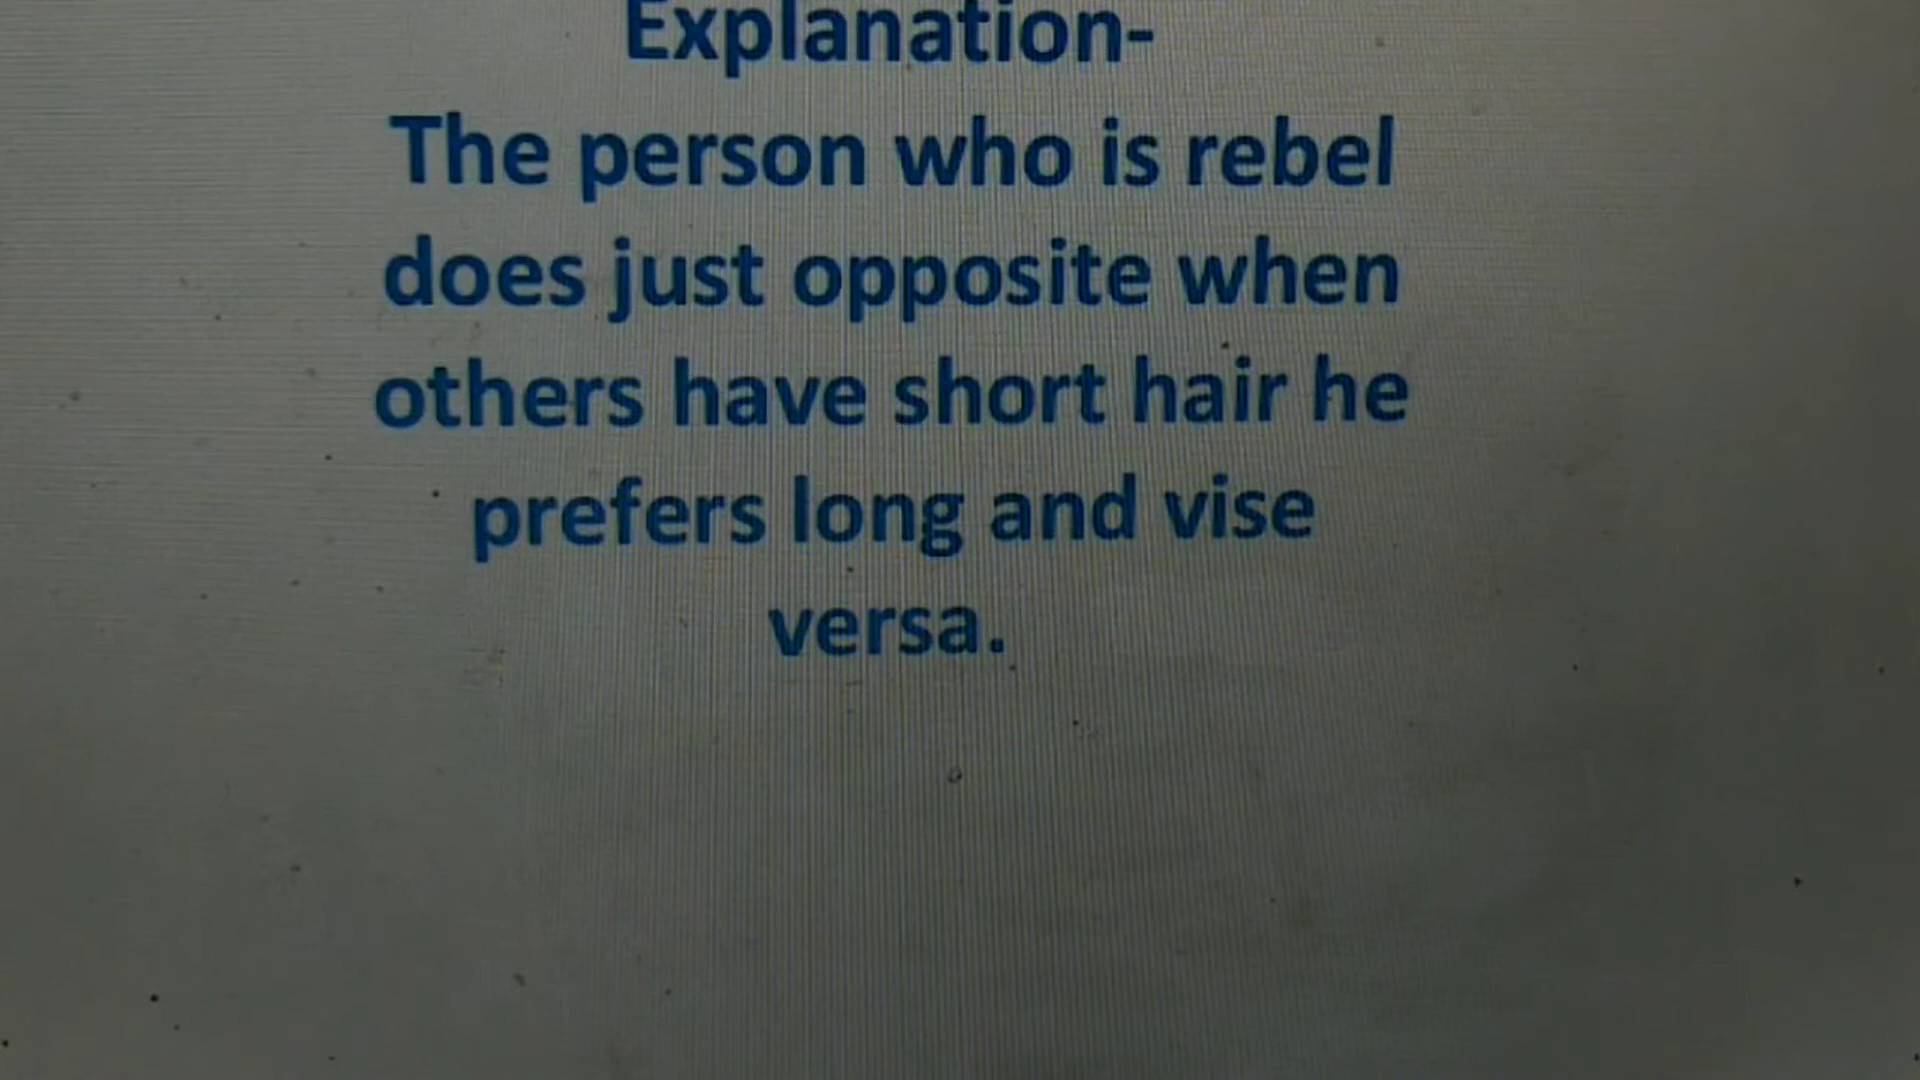 Explanation-
The person who is rebel
does just opposite when
others have short hair he
prefers long and vise
versa.